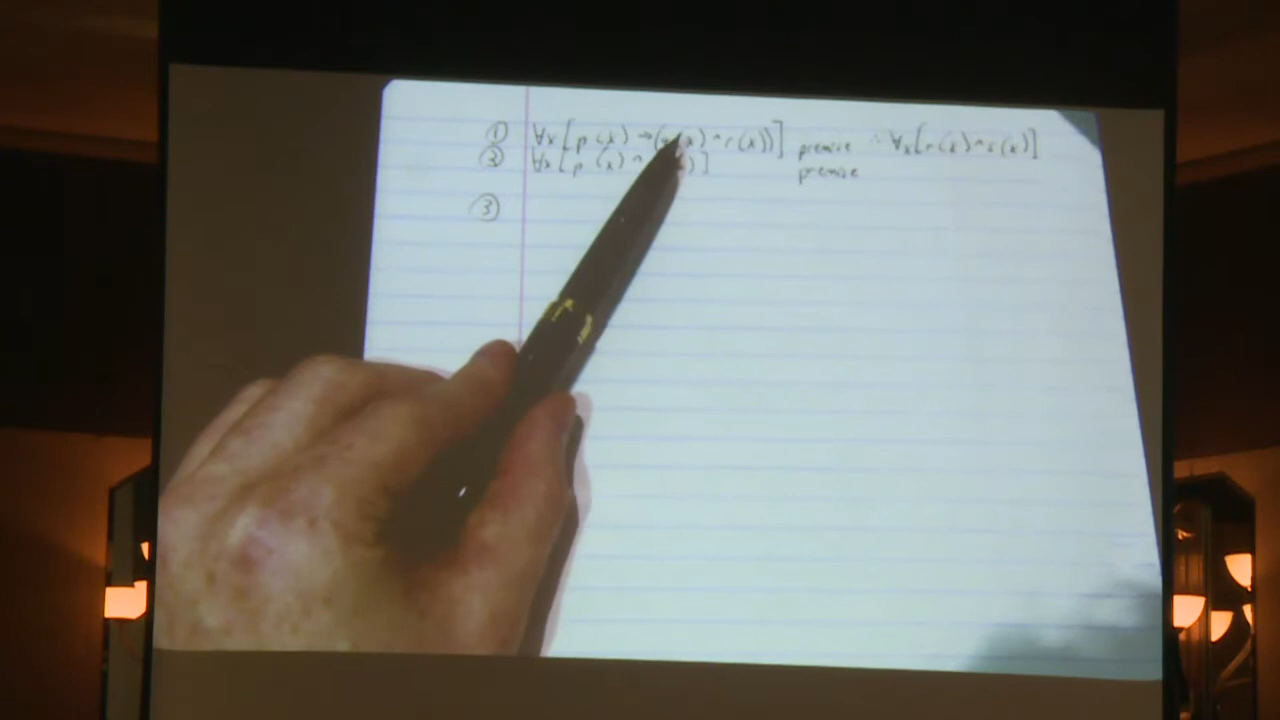 ① ∀x[p(x) → ( (x) ^ r(x))] premise ∴ ∀x[r(x) ^ s(x)]
② ∀x[p(x) ^ )] premise
③